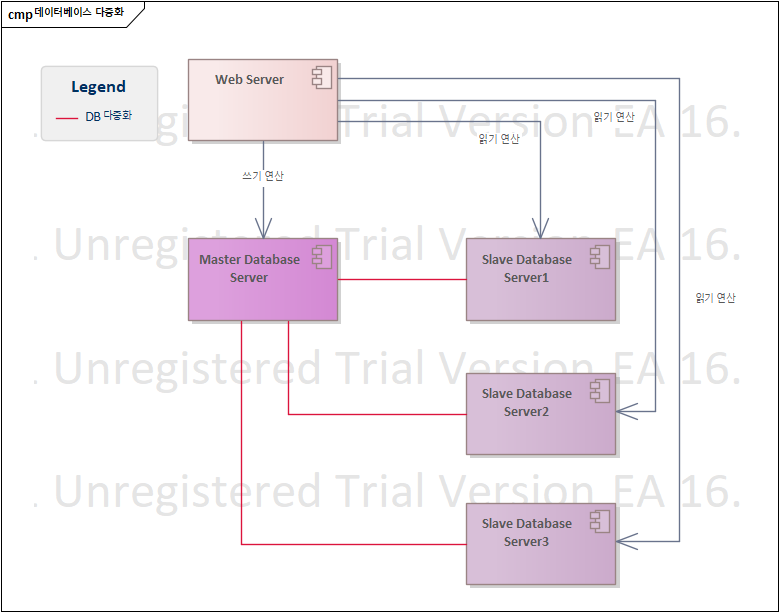 cmp 데이터베이스 다중화
Legend
DB 다중화
Web Server
읽기 연산
읽기 연산
쓰기 연산
Master Database
Server
Slave Database
Server1
읽기 연산
Slave Database
Server2
Slave Database
Server3
. Unregistered Trial Version EA 16.
. Unregistered Trial Version EA 16.
. Unregistered Trial Version EA 16.
. Unregistered Trial Version EA 16.